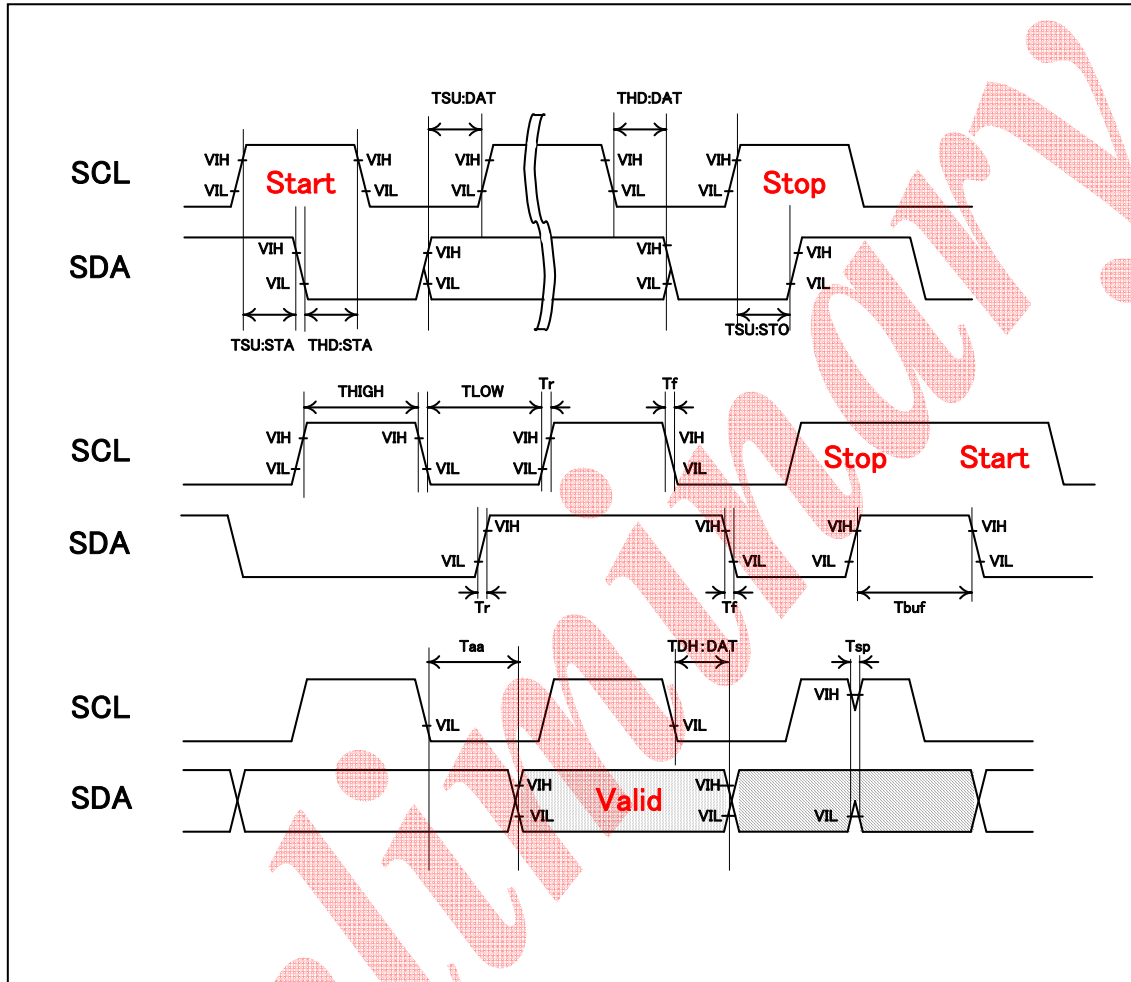 TSU:DAT THD:DAT
SCL VIH VIL Start VIH VIL VIH VIL VIH VIL VIH VIL Stop
SDA VIH VIL VIH VIL VIH VIL VIH VIL
TSU:STA THD:STA TSU:STO
THIGH TLOW Tr Tf
SCL VIH VIL VIH VIL VIH VIL VIH VIL Stop Start
SDA VIL VIH VIH VIL VIH VIL VIH VIL
Tr Tf Tbuf
Taa TDH:DAT Tsp
SCL VIL VIL VIH
SDA VIH VIL Valid VIH VIL VIL